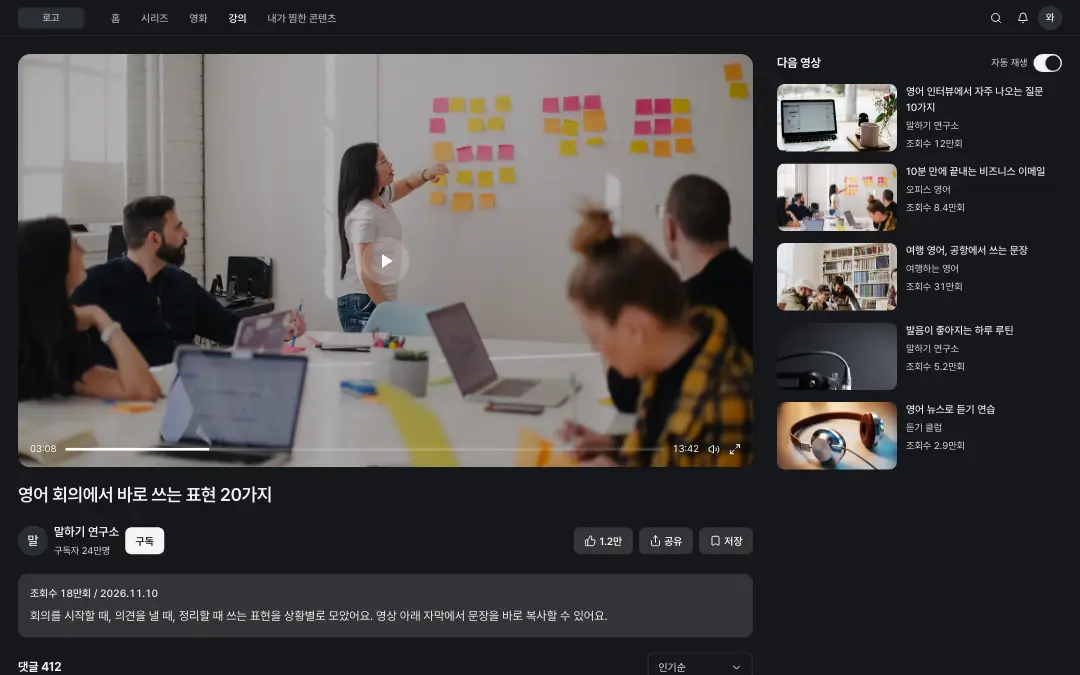 로고
홈
시리즈
영화
강의
내가 찜한 콘텐츠
와
03:08
13:42
영어 회의에서 바로 쓰는 표현 20가지
말
말하기 연구소
구독자 24만명
구독
1.2만
공유
저장
조회수 18만회 / 2026.11.10
회의를 시작할 때, 의견을 낼 때, 정리할 때 쓰는 표현을 상황별로 모았어요. 영상 아래 자막에서 문장을 바로 복사할 수 있어요.
댓글 412
인기순
다음 영상
자동 재생
영어 인터뷰에서 자주 나오는 질문
10가지
말하기 연구소
조회수 12만회
10분 만에 끝내는 비즈니스 이메일
오피스 영어
조회수 8.4만회
여행 영어, 공항에서 쓰는 문장
여행하는 영어
조회수 31만회
발음이 좋아지는 하루 루틴
말하기 연구소
조회수 5.2만회
영어 뉴스로 듣기 연습
듣기 클럽
조회수 2.9만회